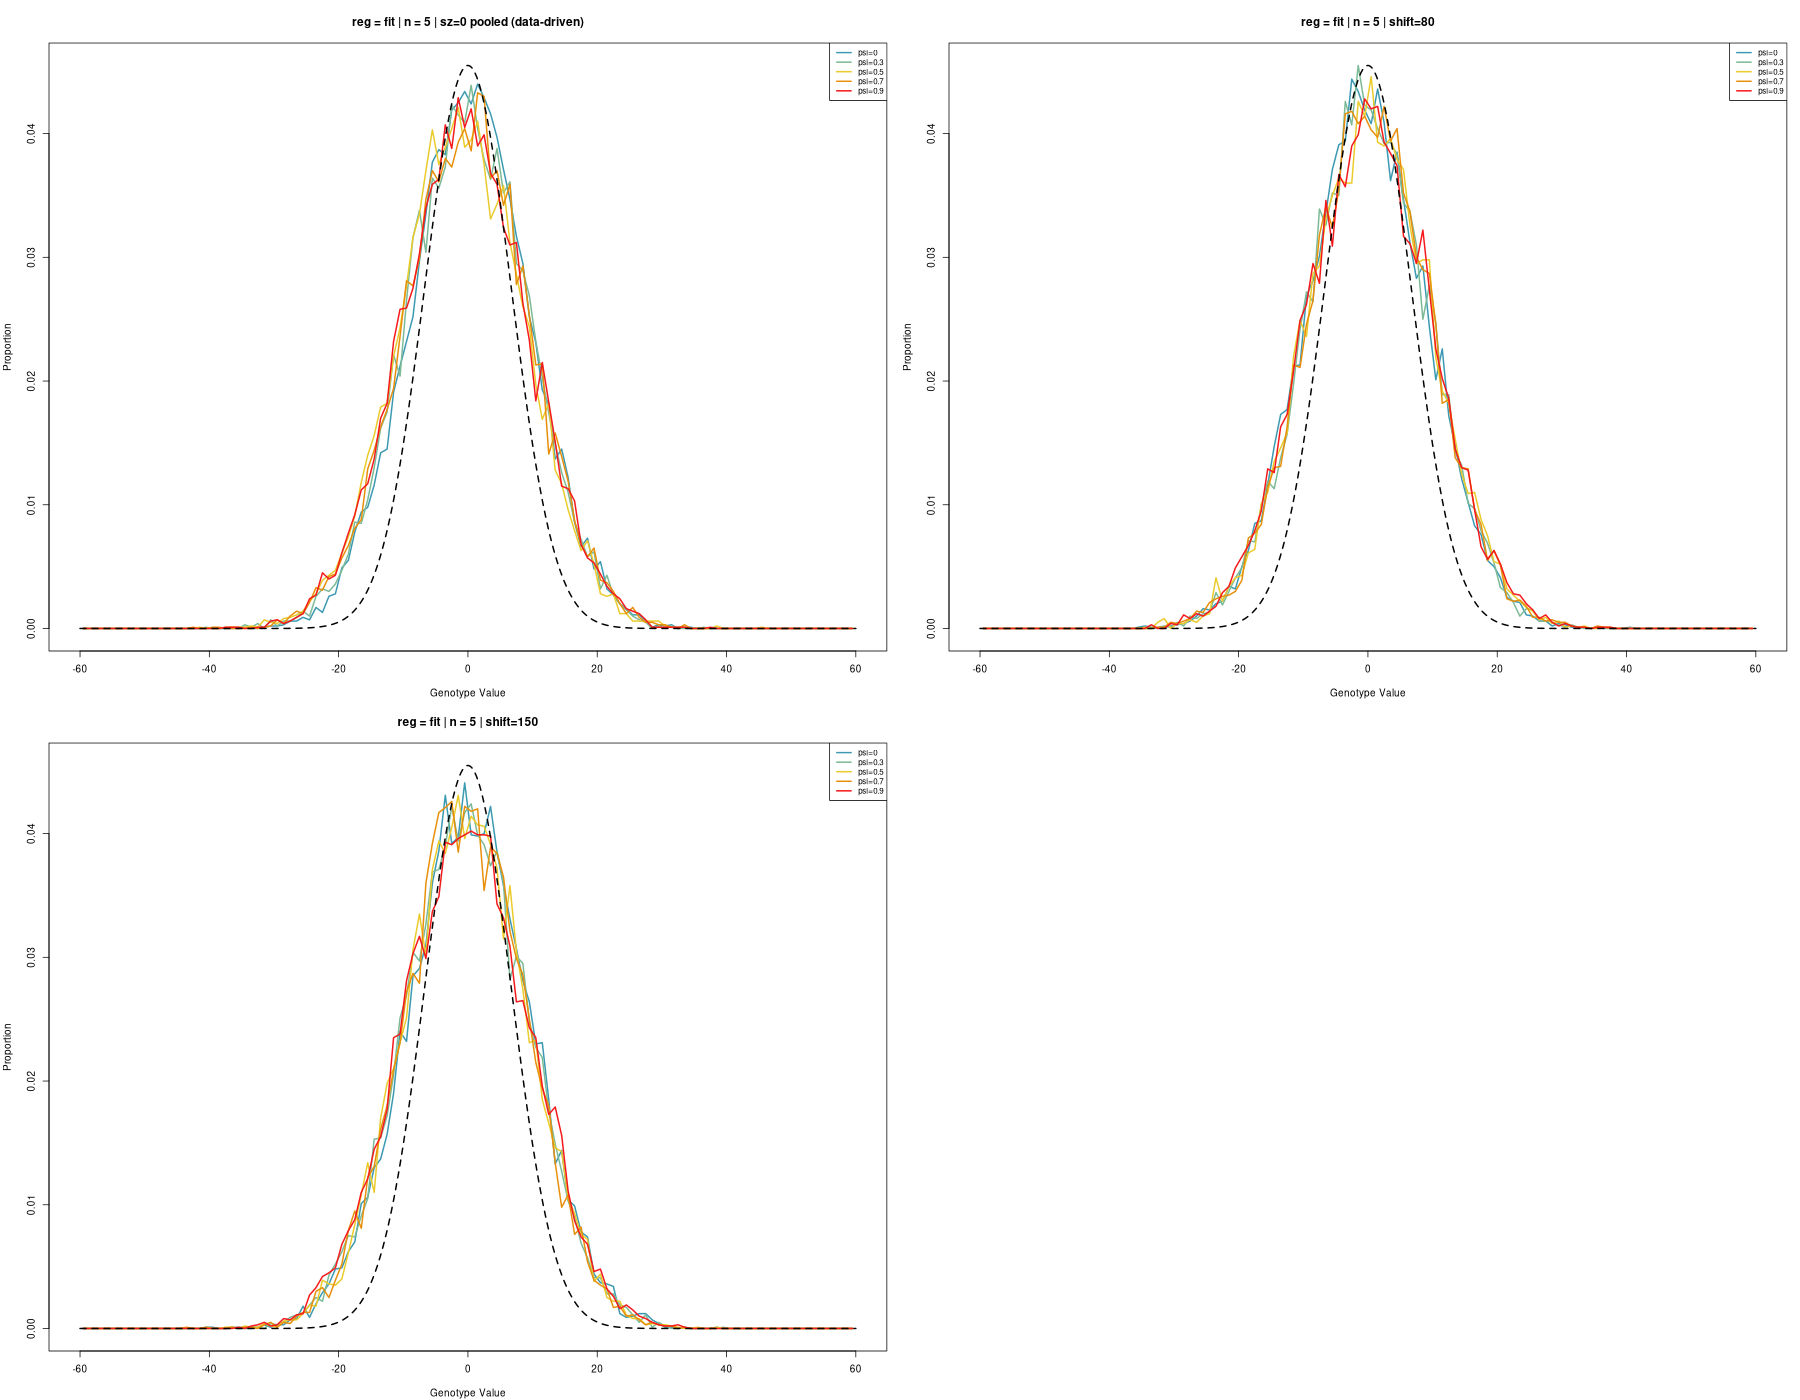 reg = fit | n = 5 | sz=0 pooled (data-driven)
psi=0
psi=0.3
psi=0.5
psi=0.7
psi=0.9
Proportion
0.04
0.03
0.02
0.01
0.00
-60 -40 -20 0 20 40 60
Genotype Value
reg = fit | n = 5 | shift=80
psi=0
psi=0.3
psi=0.5
psi=0.7
psi=0.9
Proportion
0.04
0.03
0.02
0.01
0.00
-60 -40 -20 0 20 40 60
Genotype Value
reg = fit | n = 5 | shift=150
psi=0
psi=0.3
psi=0.5
psi=0.7
psi=0.9
Proportion
0.04
0.03
0.02
0.01
0.00
-60 -40 -20 0 20 40 60
Genotype Value